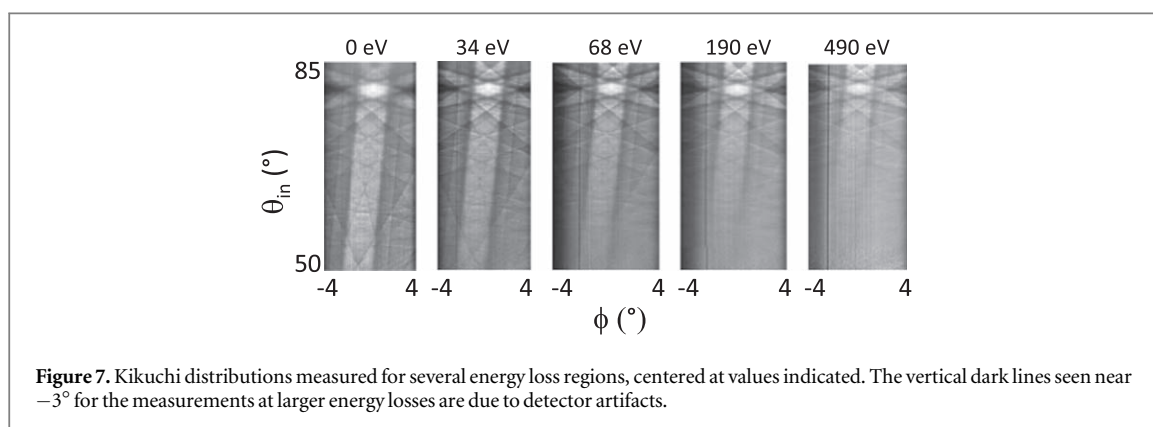 0 eV 34 eV 68 eV 190 eV 490 eV
85
θin (°)
50
-4 4 -4 4 -4 4 -4 4 -4 4
ϕ (°)
Figure 7. Kikuchi distributions measured for several energy loss regions, centered at values indicated. The vertical dark lines seen near
−3° for the measurements at larger energy losses are due to detector artifacts.